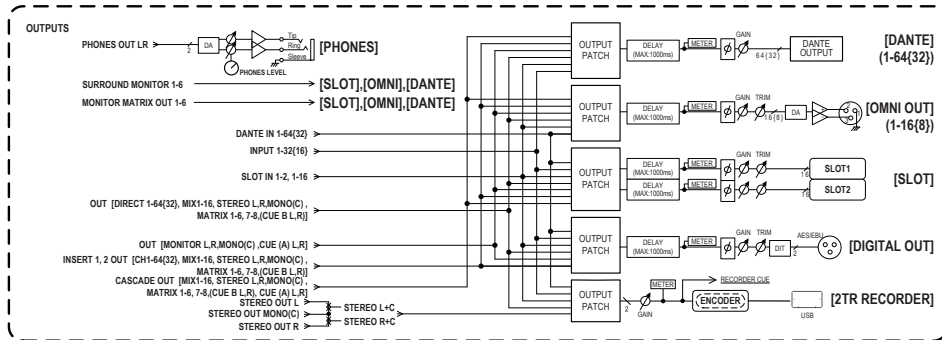 OUTPUTS
PHONES OUT LR
2
DA
Tip
Ring
Sleeve
[PHONES]
PHONES LEVEL
SURROUND MONITOR 1-6
[SLOT],[OMNI],[DANTE]
MONITOR MATRIX OUT 1-6
[SLOT],[OMNI],[DANTE]
DANTE IN 1-64{32}
INPUT 1-32{16}
SLOT IN 1-2, 1-16
OUT [DIRECT 1-64{32}, MIX1-16, STEREO L,R,MONO(C) ,
MATRIX 1-6, 7-8,(CUE B L,R)]
OUT [MONITOR L,R,MONO(C) ,CUE (A) L,R]
INSERT 1, 2 OUT [CH1-64{32}, MIX1-16, STEREO L,R,MONO(C) ,
MATRIX 1-6, 7-8,(CUE B L,R)]
CASCADE OUT [MIX1-16, STEREO L,R,MONO(C) ,
MATRIX 1-6, 7-8,(CUE B L,R), CUE (A) L,R]
STEREO OUT L
STEREO OUT MONO(C)
STEREO OUT R
STEREO L+C
STEREO R+C
OUTPUT
PATCH
DELAY
(MAX:1000ms)
METER
ϕ
GAIN
64{32}
DANTE
OUTPUT
[DANTE]
(1-64{32})
OUTPUT
PATCH
DELAY
(MAX:1000ms)
METER
ϕ
GAIN TRIM
16{8}
DA
[OMNI OUT]
(1-16{8})
OUTPUT
PATCH
DELAY
(MAX:1000ms)
METER
ϕ
GAIN TRIM
16
SLOT1
DELAY
(MAX:1000ms)
METER
ϕ
16
SLOT2
[SLOT]
OUTPUT
PATCH
DELAY
(MAX:1000ms)
METER
ϕ
GAIN TRIM
DIT
2
AES/EBU
[DIGITAL OUT]
OUTPUT
PATCH
2
GAIN
METER
RECORDER CUE
ENCODER
USB
[2TR RECORDER]